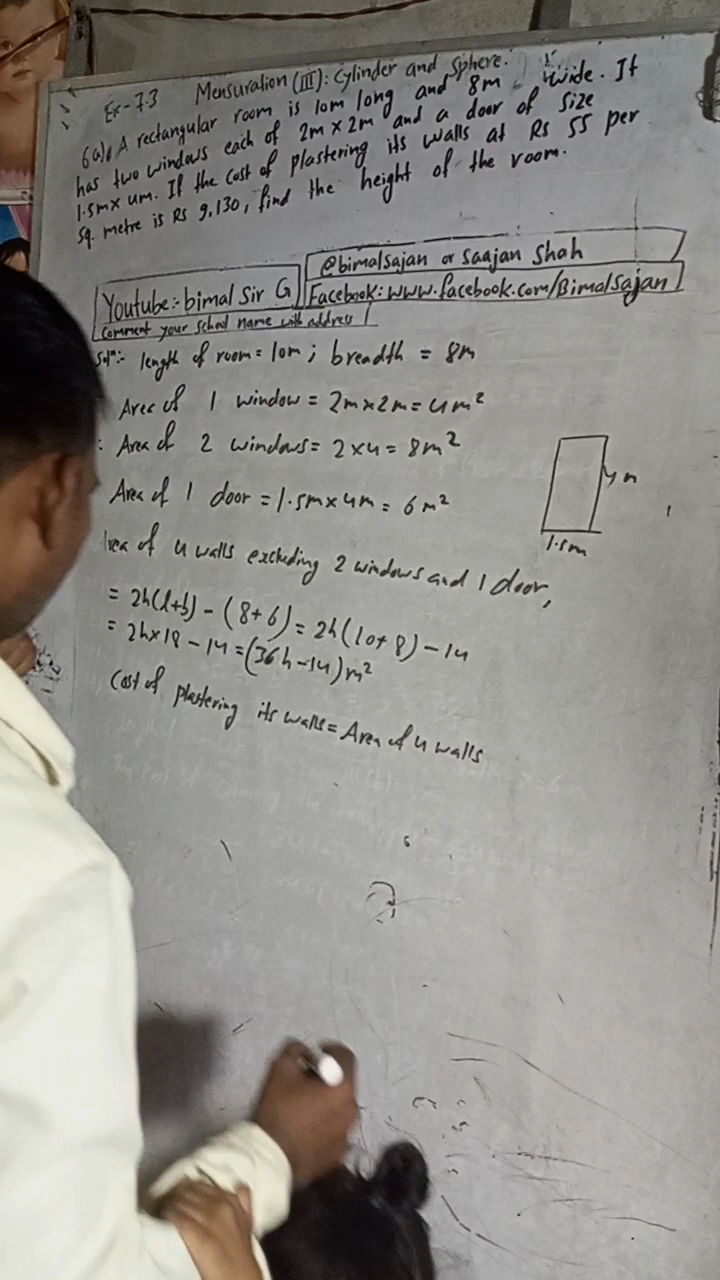 Ex-7.3 Mensuration (III): Cylinder and Sphere.
6a). A rectangular room is 10m long and 8m wide. It
has two windows each of 2m×2m and a door of size
1.5m× 4m. If the cost of plastering its walls at Rs 55 per
sq. metre is Rs 9,130, find the height of the room.
@bimalsajan or Saajan Shah
Youtube:- bimal Sir G
Facebook: www.facebook.com/BimalSajan
Comment your school name with address!
Solⁿ:- length of room = 10m ; breadth = 8m
Area of 1 window = 2m×2m = 4m²
: Area of 2 windows = 2×4 = 8m²
Area of 1 door = 1.5m×4m = 6m²
4 m
1.5m
Area of 4 walls excluding 2 windows and 1 door,
= 2h(l+b) - (8+6) = 2h(10+8) - 14
= 2h×18 - 14 = (36h-14)m²
Cost of plastering its walls = Area of 4 walls